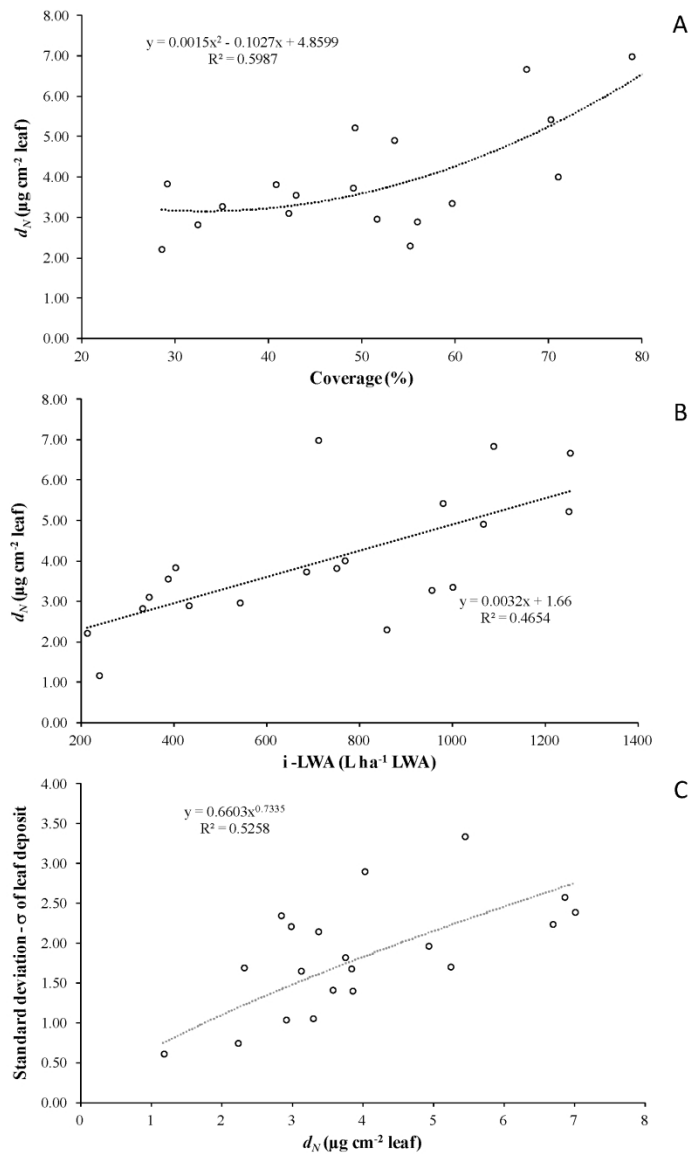 A
8.00
7.00
6.00
5.00
4.00
3.00
2.00
1.00
0.00
y = 0.0015x² - 0.1027x + 4.8599
R² = 0.5987
d_N (µg cm⁻² leaf)
20 30 40 50 60 70 80
Coverage (%)
B
8.00
7.00
6.00
5.00
4.00
3.00
2.00
1.00
0.00
d_N (µg cm⁻² leaf)
y = 0.0032x + 1.66
R² = 0.4654
200 400 600 800 1000 1200 1400
i-LWA (L ha⁻¹ LWA)
C
4.00
3.50
3.00
2.50
2.00
1.50
1.00
0.50
0.00
y = 0.6603x⁰·⁷³³⁵
R² = 0.5258
Standard deviation - σ of leaf deposit
0 1 2 3 4 5 6 7 8
d_N (µg cm⁻² leaf)